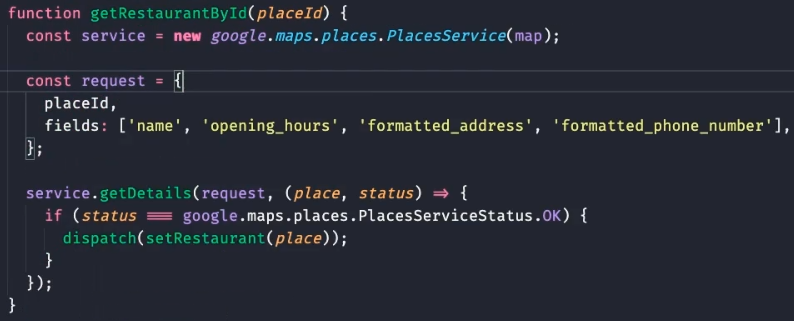 function getRestaurantById(placeId) {
  const service = new google.maps.places.PlacesService(map);

  const request = {
    placeId,
    fields: ['name', 'opening_hours', 'formatted_address', 'formatted_phone_number'],
  };

  service.getDetails(request, (place, status) => {
    if (status === google.maps.places.PlacesServiceStatus.OK) {
      dispatch(setRestaurant(place));
    }
  });
}